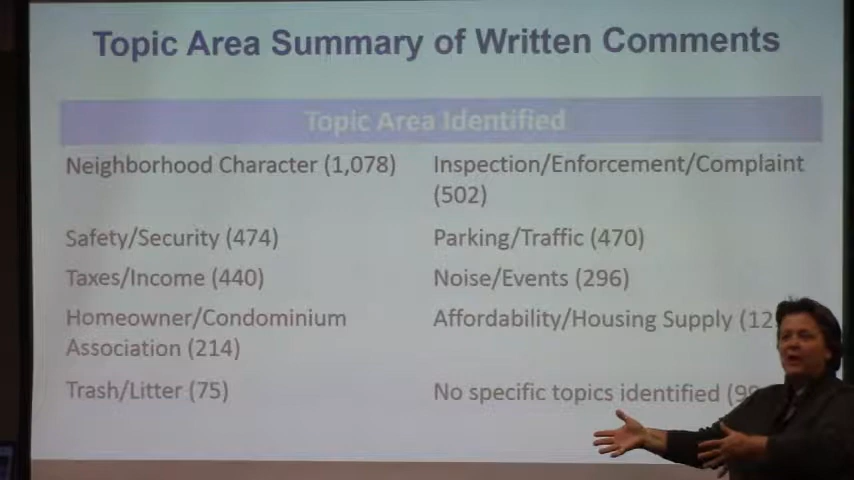 Topic Area Summary of Written Comments
Topic Area Identified
Neighborhood Character (1,078)
Inspection/Enforcement/Complaint
(502)
Safety/Security (474)
Parking/Traffic (470)
Taxes/Income (440)
Noise/Events (296)
Homeowner/Condominium
Association (214)
Affordability/Housing Supply
Trash/Litter (75)
No specific topics identified